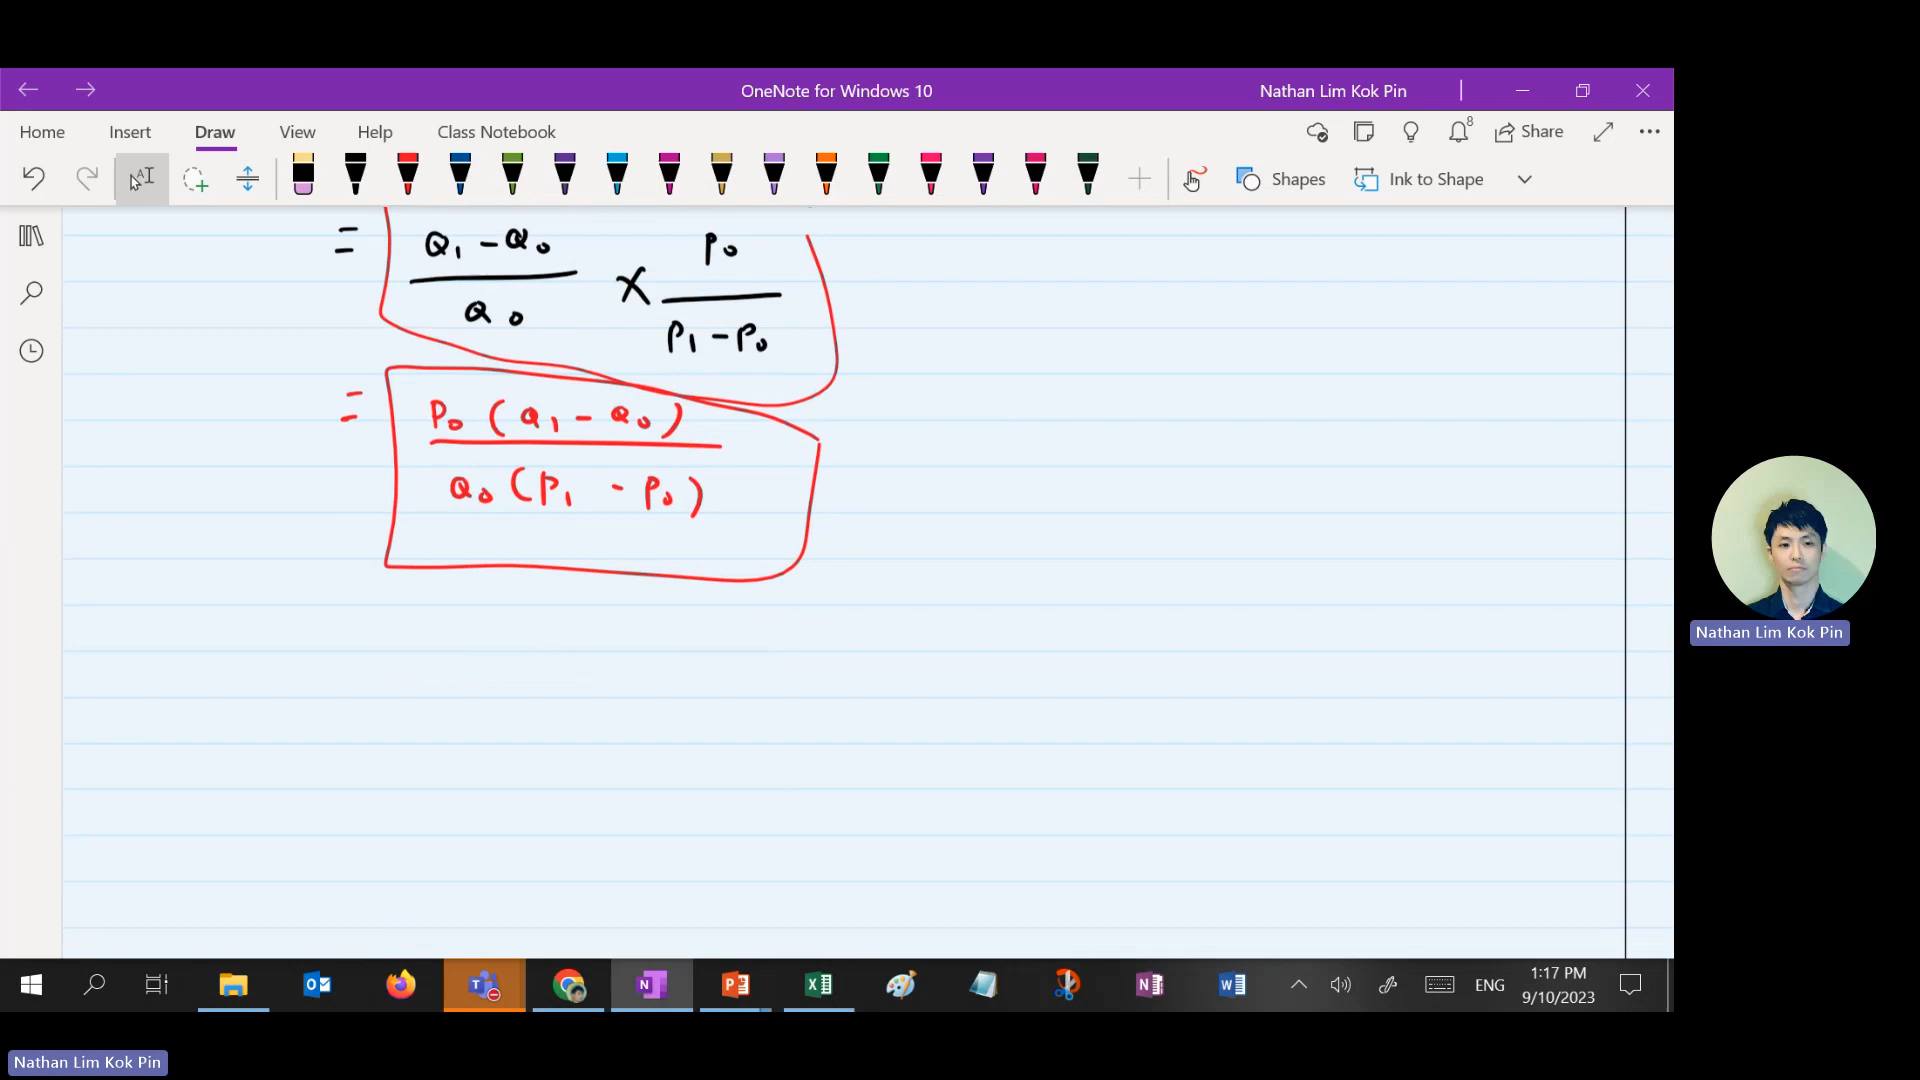 OneNote for Windows 10
Nathan Lim Kok Pin
Home Insert Draw View Help Class Notebook
8
Share
Shapes
Ink to Shape
= Q₁ - Q₀ / Q₀ × P₀ / P₁ - P₀
= P₀ (Q₁ - Q₀)
Q₀ (P₁ - P₀)
Nathan Lim Kok Pin
ENG
1:17 PM
9/10/2023
Nathan Lim Kok Pin